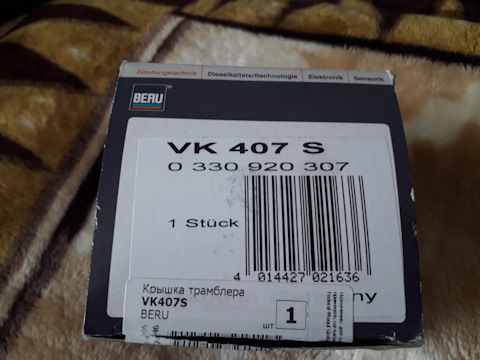 Zündungstechnik | Dieselkaltstarttechnologie | Elektronik | Sensorik
BERU®
VK 407 S
0 330 920 307
1 Stück
4 014427 021636
Крышка трамблера
VK407S
BERU
шт 1
ny